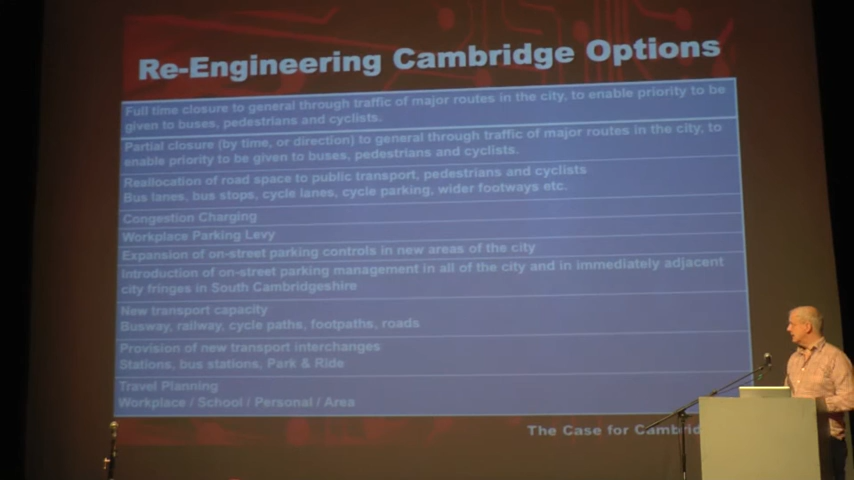 Re-Engineering Cambridge Options
Full time closure to general through traffic of major routes in the city, to enable priority to be
given to buses, pedestrians and cyclists.
Partial closure (by time, or direction) to general through traffic of major routes in the city, to
enable priority to be given to buses, pedestrians and cyclists.
Reallocation of road space to public transport, pedestrians and cyclists
Bus lanes, bus stops, cycle lanes, cycle parking, wider footways etc.
Congestion Charging
Workplace Parking Levy
Expansion of on-street parking controls in new areas of the city
Introduction of on-street parking management in all of the city and in immediately adjacent
city fringes in South Cambridgeshire
New transport capacity
Busway, railway, cycle paths, footpaths, roads
Provision of new transport interchanges
Stations, bus stations, Park & Ride
Travel Planning
Workplace / School / Personal / Area
The Case for Cambrid